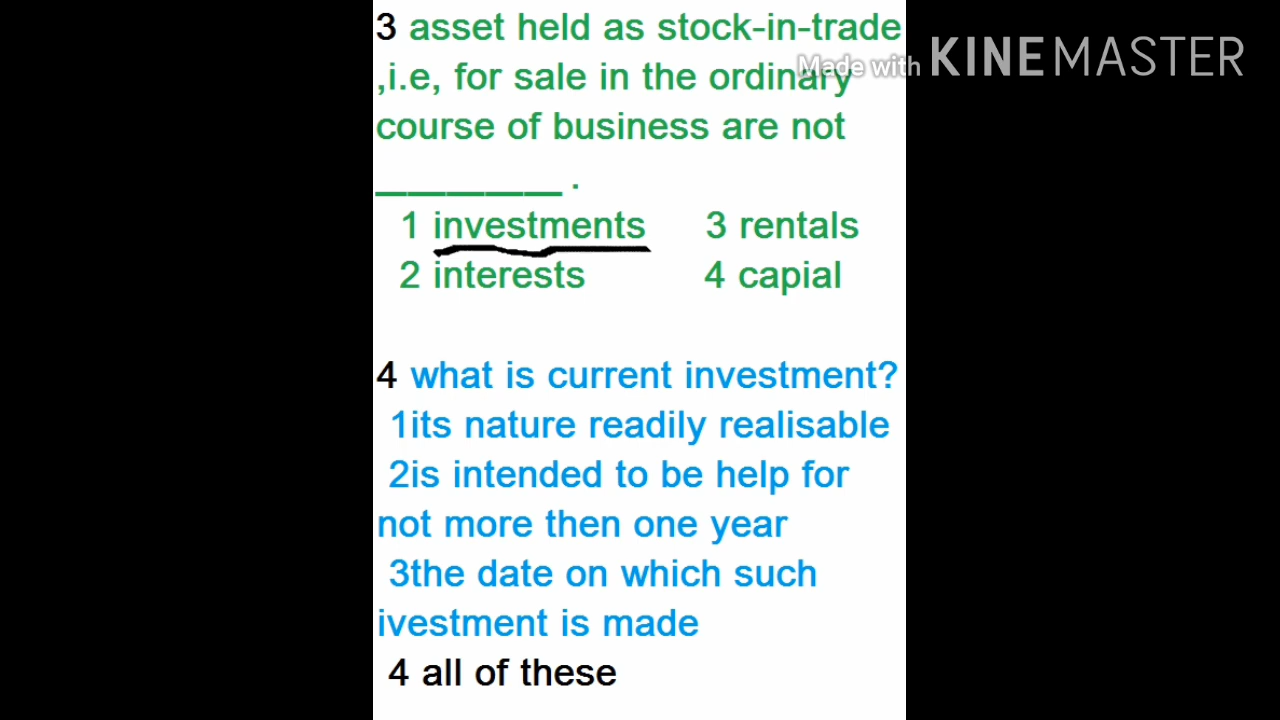 3 asset held as stock-in-trade
,i.e, for sale in the ordinary
course of business are not
_____ .
1 investments 3 rentals
2 interests 4 capial
4 what is current investment?
1its nature readily realisable
2is intended to be help for
not more then one year
3the date on which such
ivestment is made
4 all of these
Made with KINEMASTER